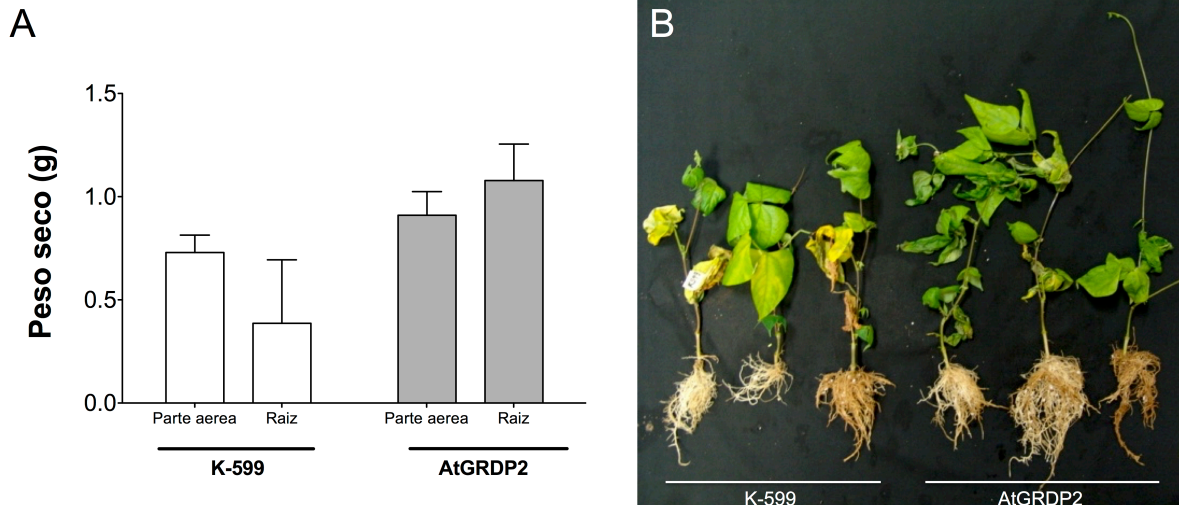 A
B
Peso seco (g)
1.5
1.0
0.5
0.0
Parte aerea
Raiz
Parte aerea
Raiz
K-599
AtGRDP2
K-599
AtGRDP2